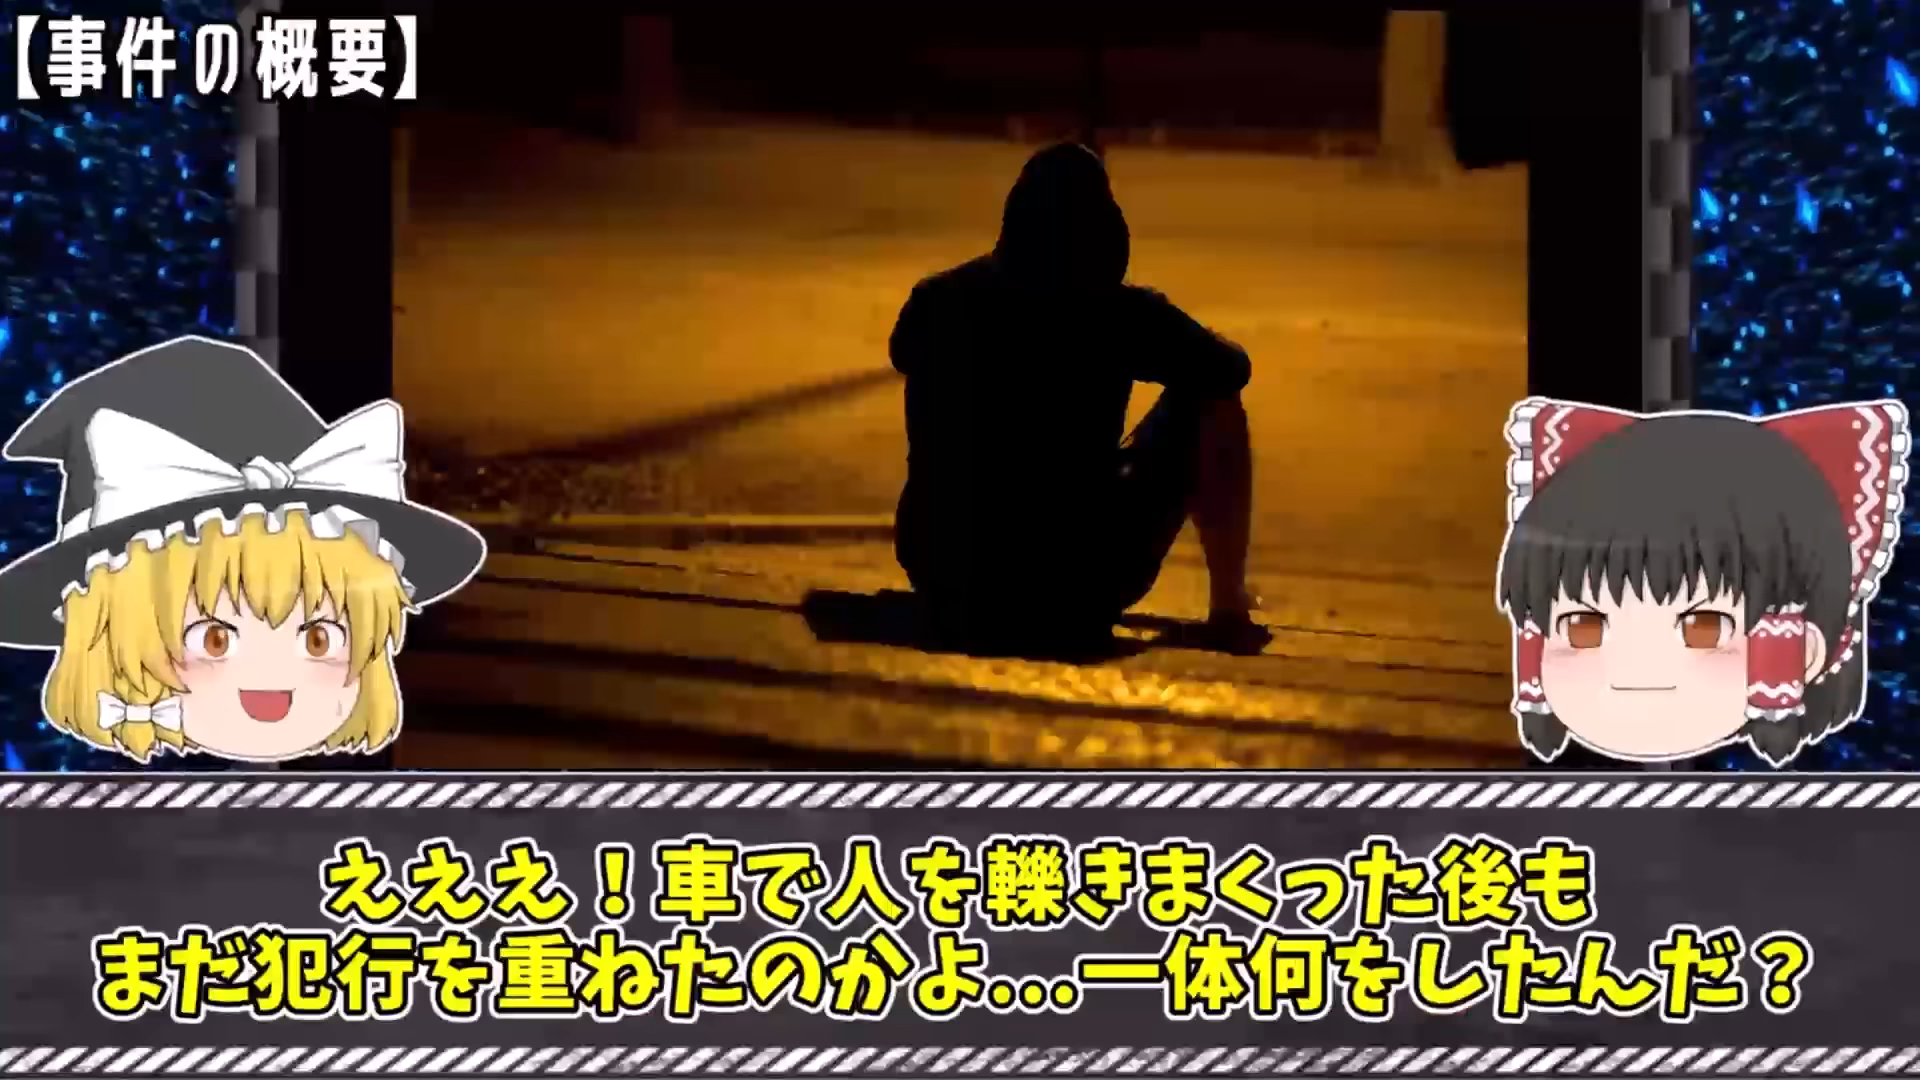 【事件の概要】
えええ！車で人を轢きまくった後も
まだ犯行を重ねたのかよ...一体何をしたんだ？